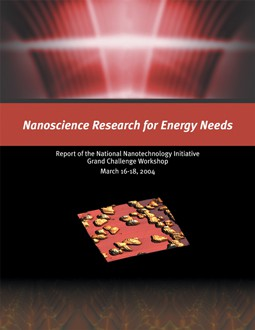 Nanoscience Research for Energy Needs
Report of the National Nanotechnology Initiative
Grand Challenge Workshop
March 16-18, 2004